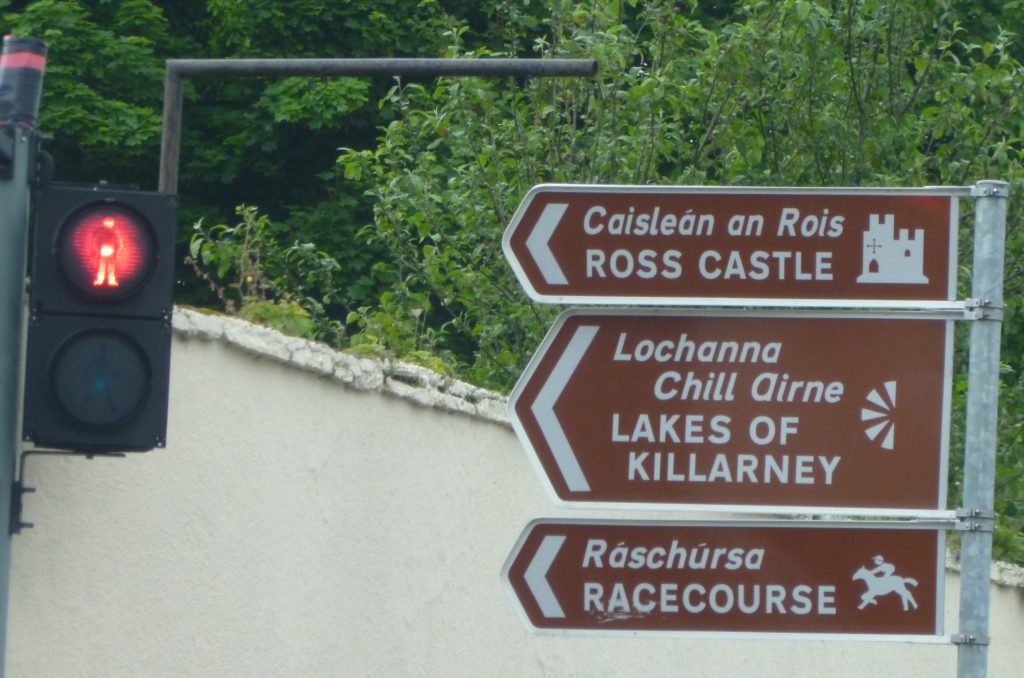 Caisleán an Rois
ROSS CASTLE
Lochanna
Chill Airne
LAKES OF
KILLARNEY
Ráschúrsa
RACECOURSE